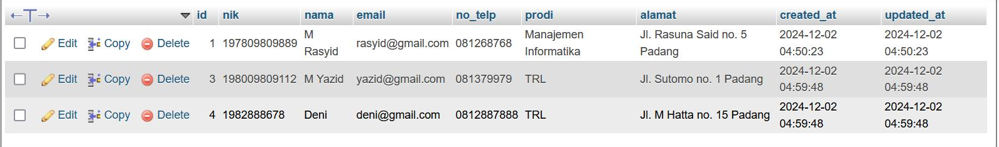 id nik nama email no_telp prodi alamat created_at updated_at
Edit Copy Delete 1 197809809889 M Rasyid rasyid@gmail.com 081268768 Manajemen Informatika Jl. Rasuna Said no. 5 Padang 2024-12-02 04:50:23 2024-12-02 04:50:23
Edit Copy Delete 3 198009809112 M Yazid yazid@gmail.com 081379979 TRL Jl. Sutomo no. 1 Padang 2024-12-02 04:59:48 2024-12-02 04:59:48
Edit Copy Delete 4 1982888678 Deni deni@gmail.com 0812887888 TRL Jl. M Hatta no. 15 Padang 2024-12-02 04:59:48 2024-12-02 04:59:48